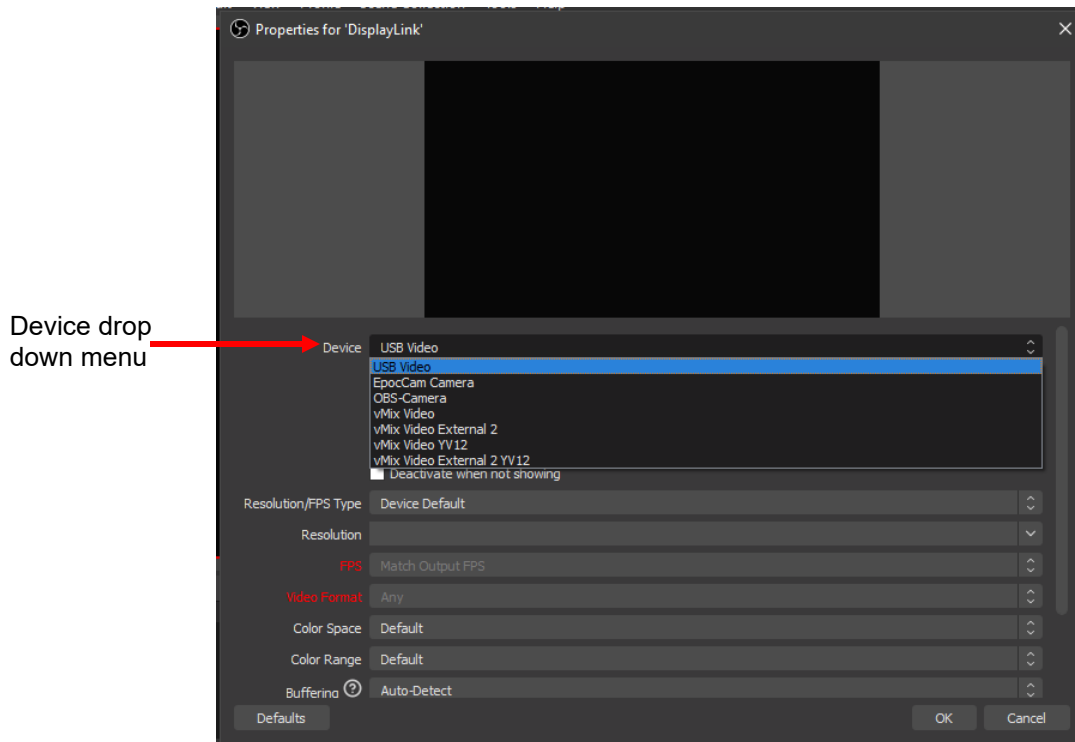 Properties for 'DisplayLink'
Device drop
down menu
Device USB Video
USB Video
EpocCam Camera
OBS-Camera
vMix Video
vMix Video External 2
vMix Video YV12
vMix Video External 2 YV12
Deactivate when not showing
Resolution/FPS Type Device Default
Resolution
FPS Match Output FPS
Video Format Any
Color Space Default
Color Range Default
Buffering ? Auto-Detect
Defaults OK Cancel